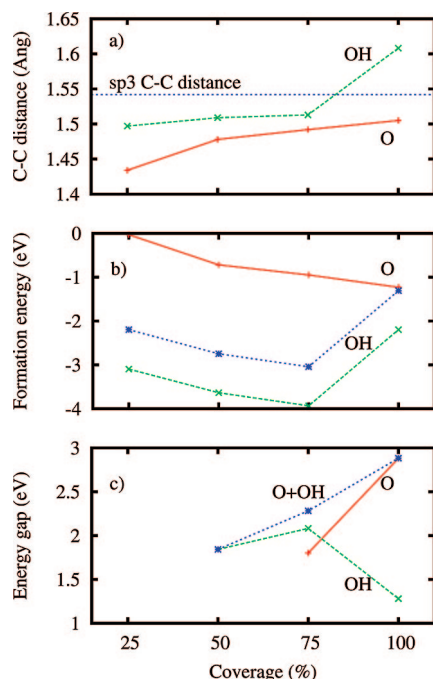 1.65
a)
OH
1.6
1.55
sp3 C-C distance
1.5
O
1.45
1.4
C-C distance (Ang)
0
b)
O
-1
-2
OH
-3
-4
Formation energy (eV)
3
c)
O+OH
O
2.5
2
1.5
OH
1
Energy gap (eV)
25 50 75 100
Coverage (%)